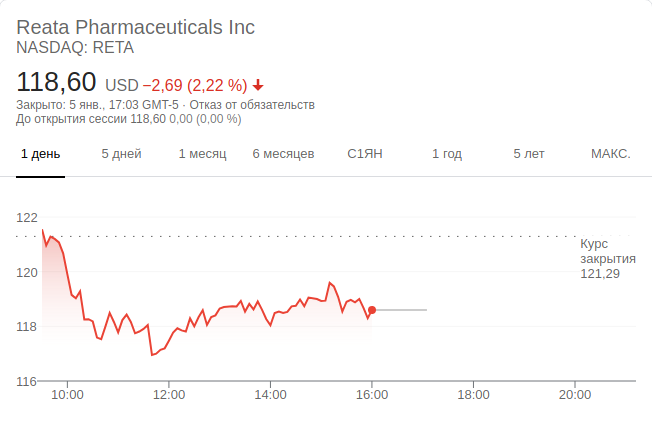 Reata Pharmaceuticals Inc
NASDAQ: RETA
118,60 USD −2,69 (2,22 %)
Закрыто: 5 янв., 17:03 GMT-5 · Отказ от обязательств
До открытия сессии 118,60 0,00 (0,00 %)
1 день 5 дней 1 месяц 6 месяцев С1ЯН 1 год 5 лет МАКС.
122
Курс
закрытия
121,29
120
118
116
10:00 12:00 14:00 16:00 18:00 20:00